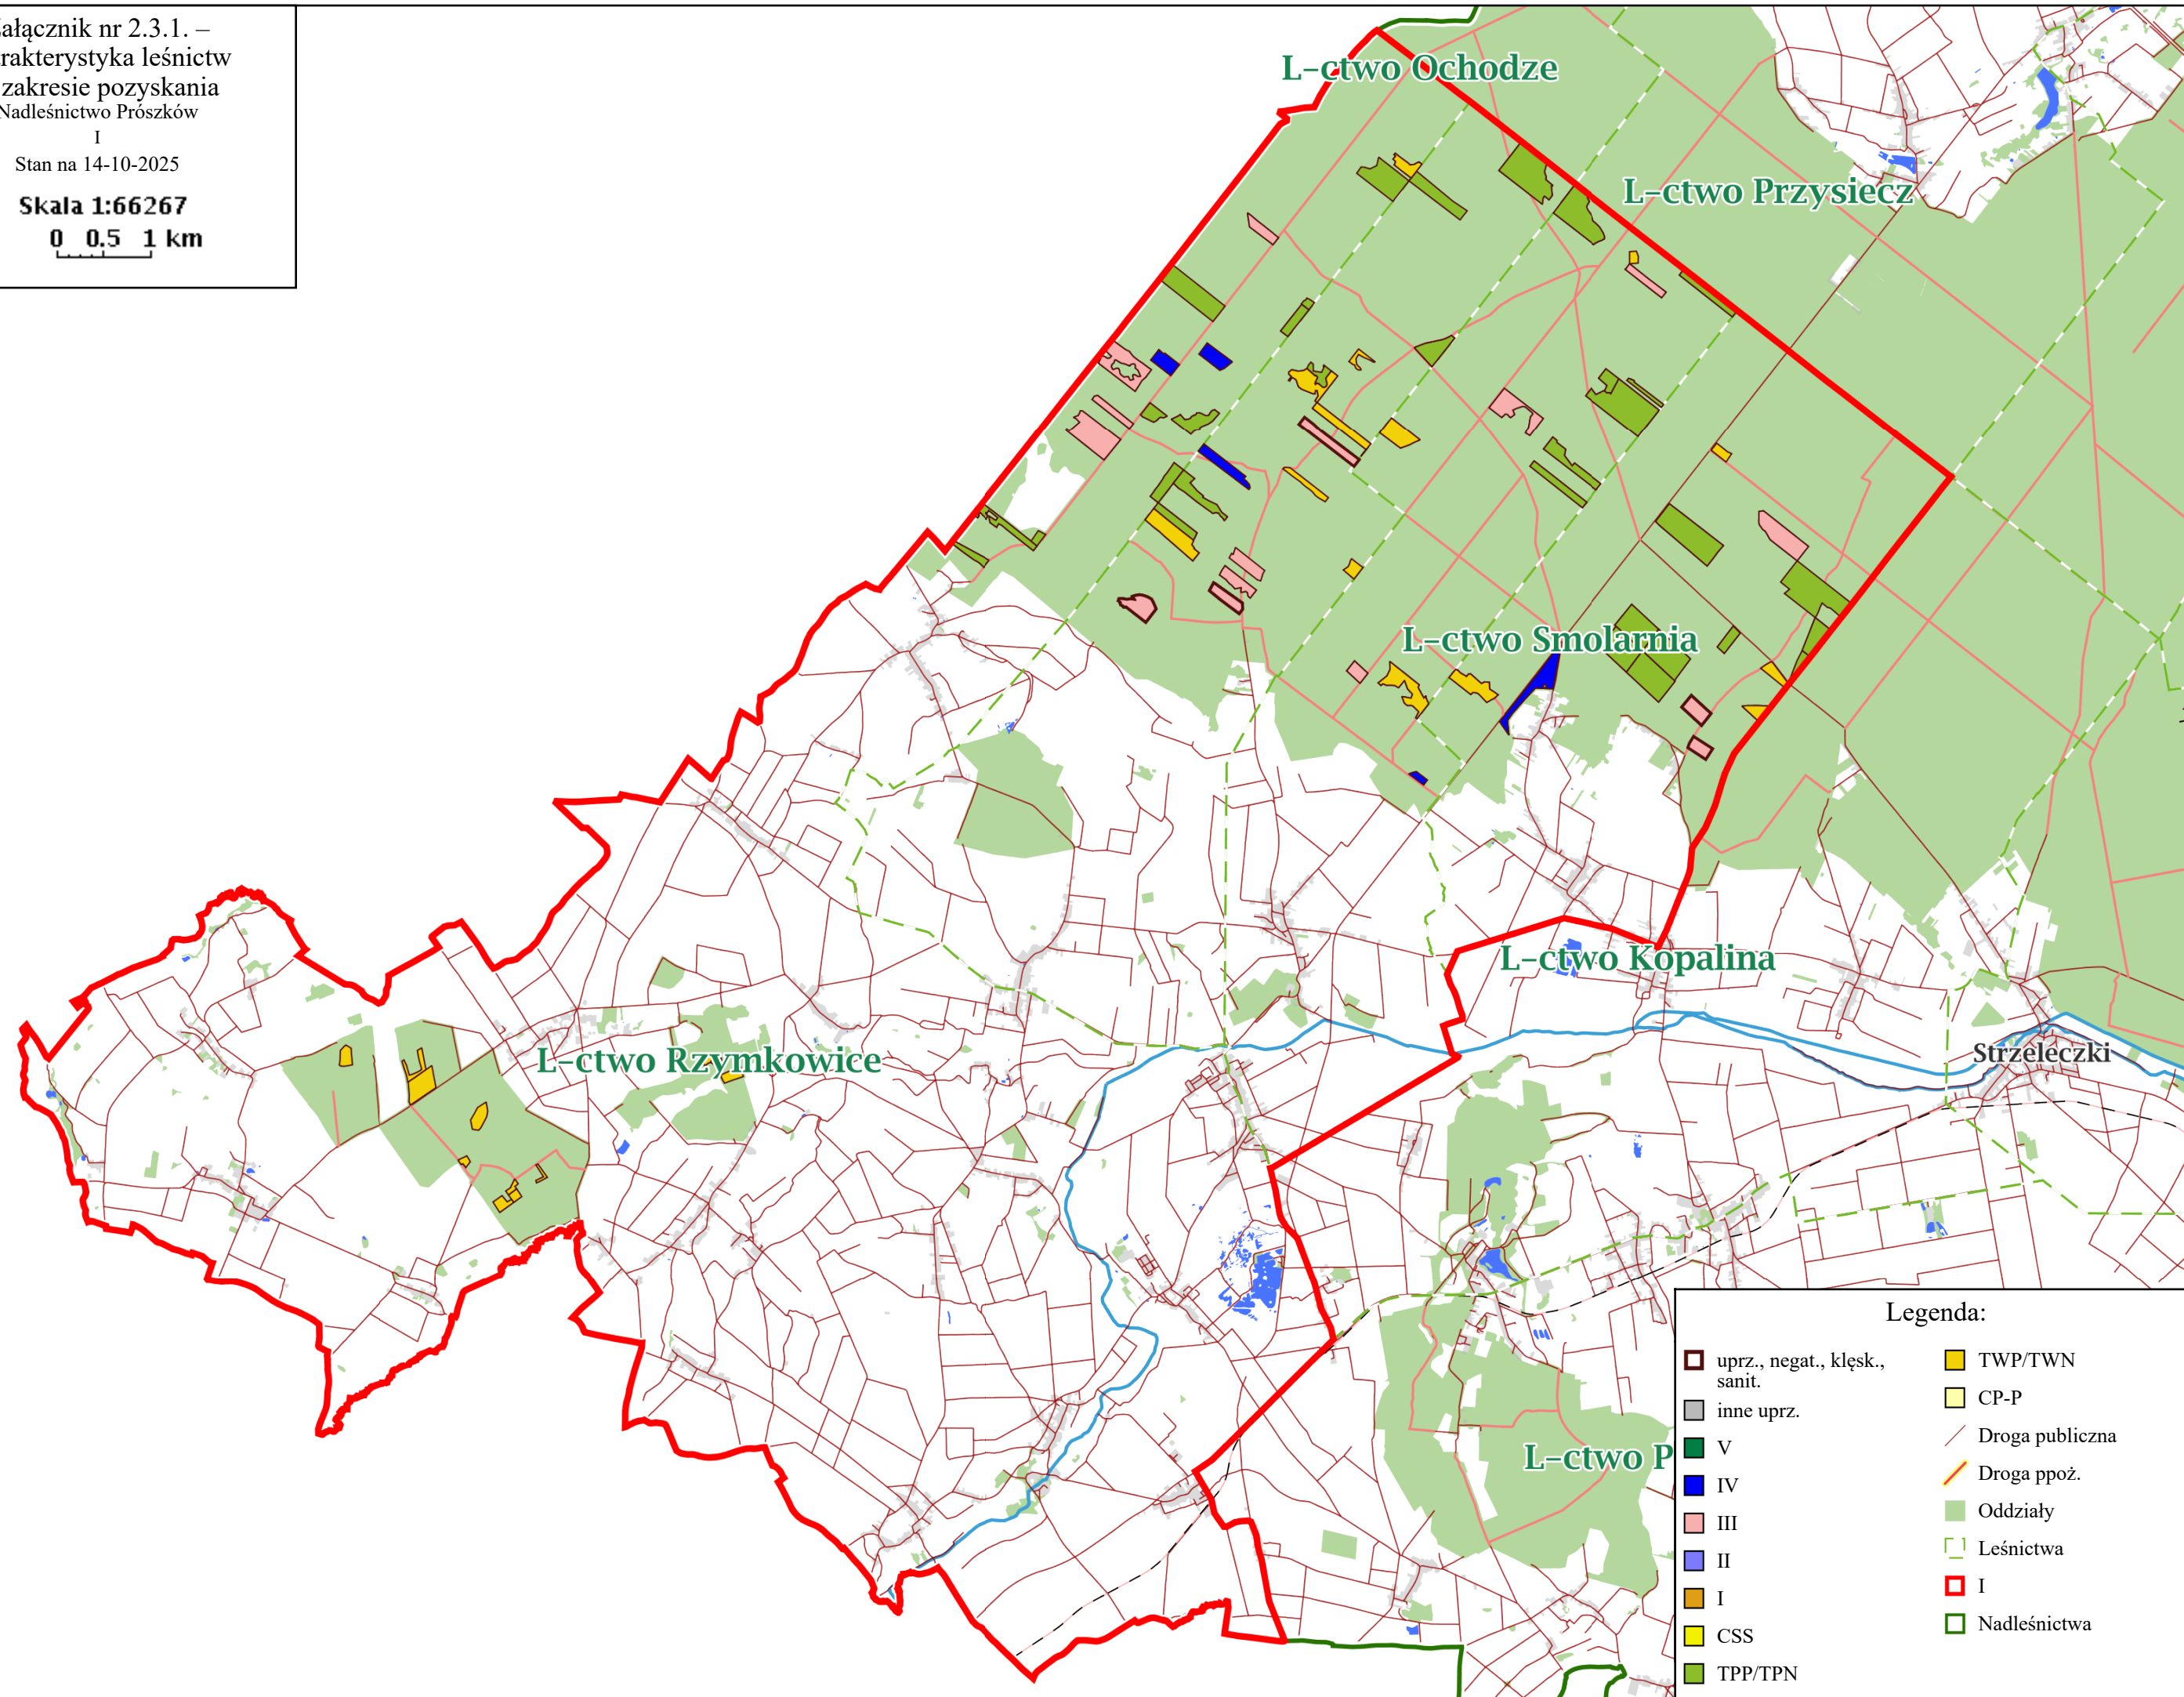 ałącznik nr 2.3.1. –
rakterystyka leśnictw
zakresie pozyskania
Nadleśnictwo Prószków
I
Stan na 14-10-2025
Skala 1:66267
0 0.5 1 km
L-ctwo Ochodze
L-ctwo Przysiecz
L-ctwo Smolarnia
L-ctwo Kopalina
L-ctwo Rzymkowice
Strzeleczki
L-ctwo P
Legenda:
uprz., negat., klęsk.,
sanit.
inne uprz.
V
IV
III
II
I
CSS
TPP/TPN
TWP/TWN
CP-P
Droga publiczna
Droga ppoż.
Oddziały
Leśnictwa
I
Nadleśnictwa